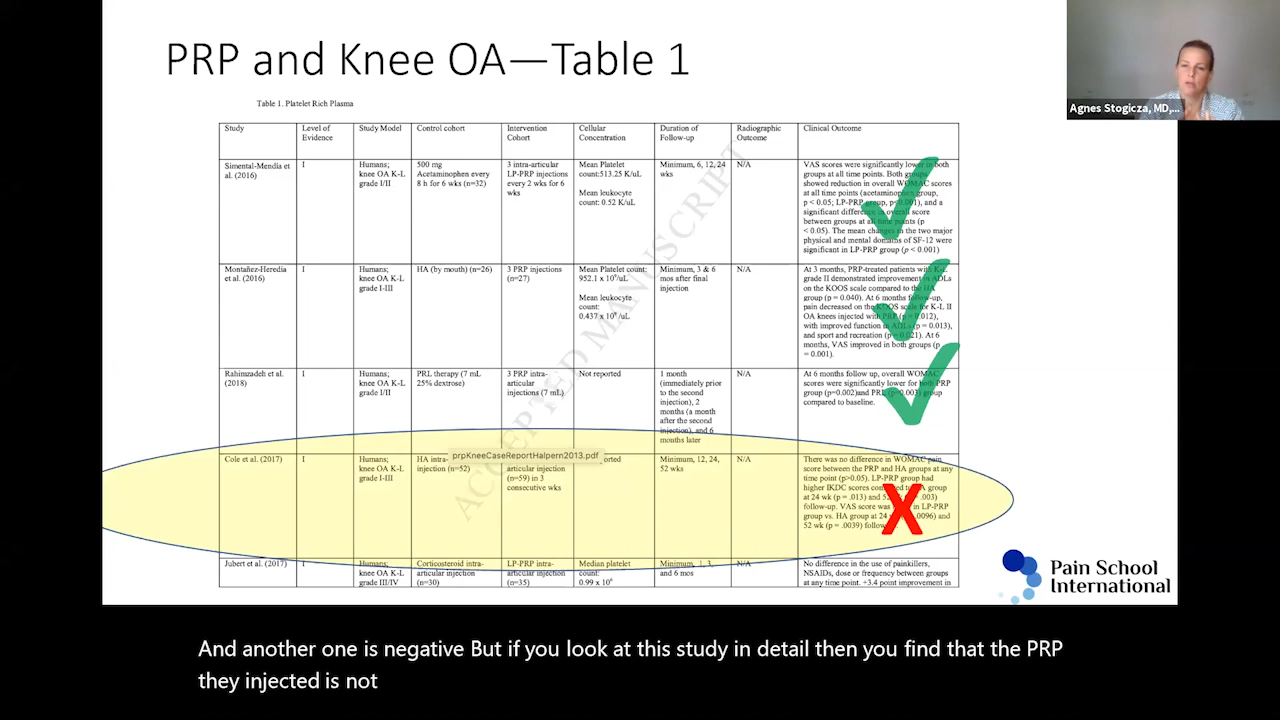 PRP and Knee OA—Table 1
Agnes Stogicza, MD,...
Table 1. Platelet Rich Plasma
Study
Level of
Evidence
Study Model
Control cohort
Intervention
Cohort
Cellular
Concentration
Duration of
Follow-up
Radiographic
Outcome
Clinical Outcome
Simental-Mendía et
al. (2016)
I
Humans;
knee OA K-L
grade I/II
500 mg
Acetaminophen every
8 h for 6 wks (n=32)
3 intra-articular
LP-PRP injections
every 2 wks for 6
wks
Mean Platelet
count:513.25 K/uL
Mean leukocyte
count: 0.52 K/uL
Minimum, 6, 12, 24
wks
N/A
VAS scores were significantly lower in both
groups at all time points. Both groups
showed reduction in overall WOMAC scores
at all time points (acetaminophen group,
p < 0.05; LP-PRP group, p<0.001), and a
significant difference in overall score
between groups at all time points (p
< 0.05). The mean changes in the two major
physical and mental domains of SF-12 were
significant in LP-PRP group (p < 0.001)
Montañez-Heredia
et al. (2016)
I
Humans;
knee OA K-L
grade I-III
HA (by mouth) (n=26)
3 PRP injections
(n=27)
Mean Platelet count:
952.1 x 10⁹/uL
Mean leukocyte
count:
0.437 x 10⁹ /uL
Minimum, 3 & 6
mos after final
injection
N/A
At 3 months, PRP-treated patients with K-L
grade II demonstrated improvement in ADLs
on the KOOS scale compared to the HA
group (p = 0.040). At 6 months follow-up,
pain decreased on the KOOS scale for K-L II
OA knees injected with PRP (p = 0.012),
with improved function in ADLs (p = 0.013),
and sport and recreation (p = 0.021). At 6
months, VAS improved in both groups (p
= 0.001).
Rahimzadeh et al.
(2018)
I
Humans;
knee OA K-L
grade I/II
PRL therapy (7 mL
25% dextrose)
3 PRP intra-
articular
injections (7 mL)
Not reported
1 month
(immediately prior
to the second
injection), 2
months (a month
after the second
injection), and 6
months later
N/A
At 6 months follow up, overall WOMAC
scores were significantly lower for both PRP
group (p=0.002) and PRL (p=0.003) group
compared to baseline.
prpKneeCaseReportHalpern2013.pdf
Cole et al. (2017)
I
Humans;
knee OA K-L
grade I-III
HA intra-
injection (n=52)
articular injection
(n=59) in 3
consecutive wks
Minimum, 12, 24,
52 wks
N/A
There was no difference in WOMAC pain
score between the PRP and HA groups at any
time point (p>0.05). LP-PRP group had
higher IKDC scores to group
at 24 wk (p = .013) and
follow-up. VAS score was in LP-PRP
group vs. HA group at 24 and
52 wk (p = .0039)
Jubert et al. (2017)
I
Humans;
knee OA K-L
grade III/IV
Corticosteroid intra-
articular injection
(n=30)
LP-PRP intra-
articular injection
(n=35)
Median platelet
count:
0.99 x 10⁶
Minimum, 1, 3,
and 6 mos
N/A
No difference in the use of painkillers,
NSAIDs, dose or frequency between groups
at any time point. +3.4 point improvement in
ACCEPTED MANUSCRIPT
X
Pain School
International
And another one is negative But if you look at this study in detail then you find that the PRP
they injected is not